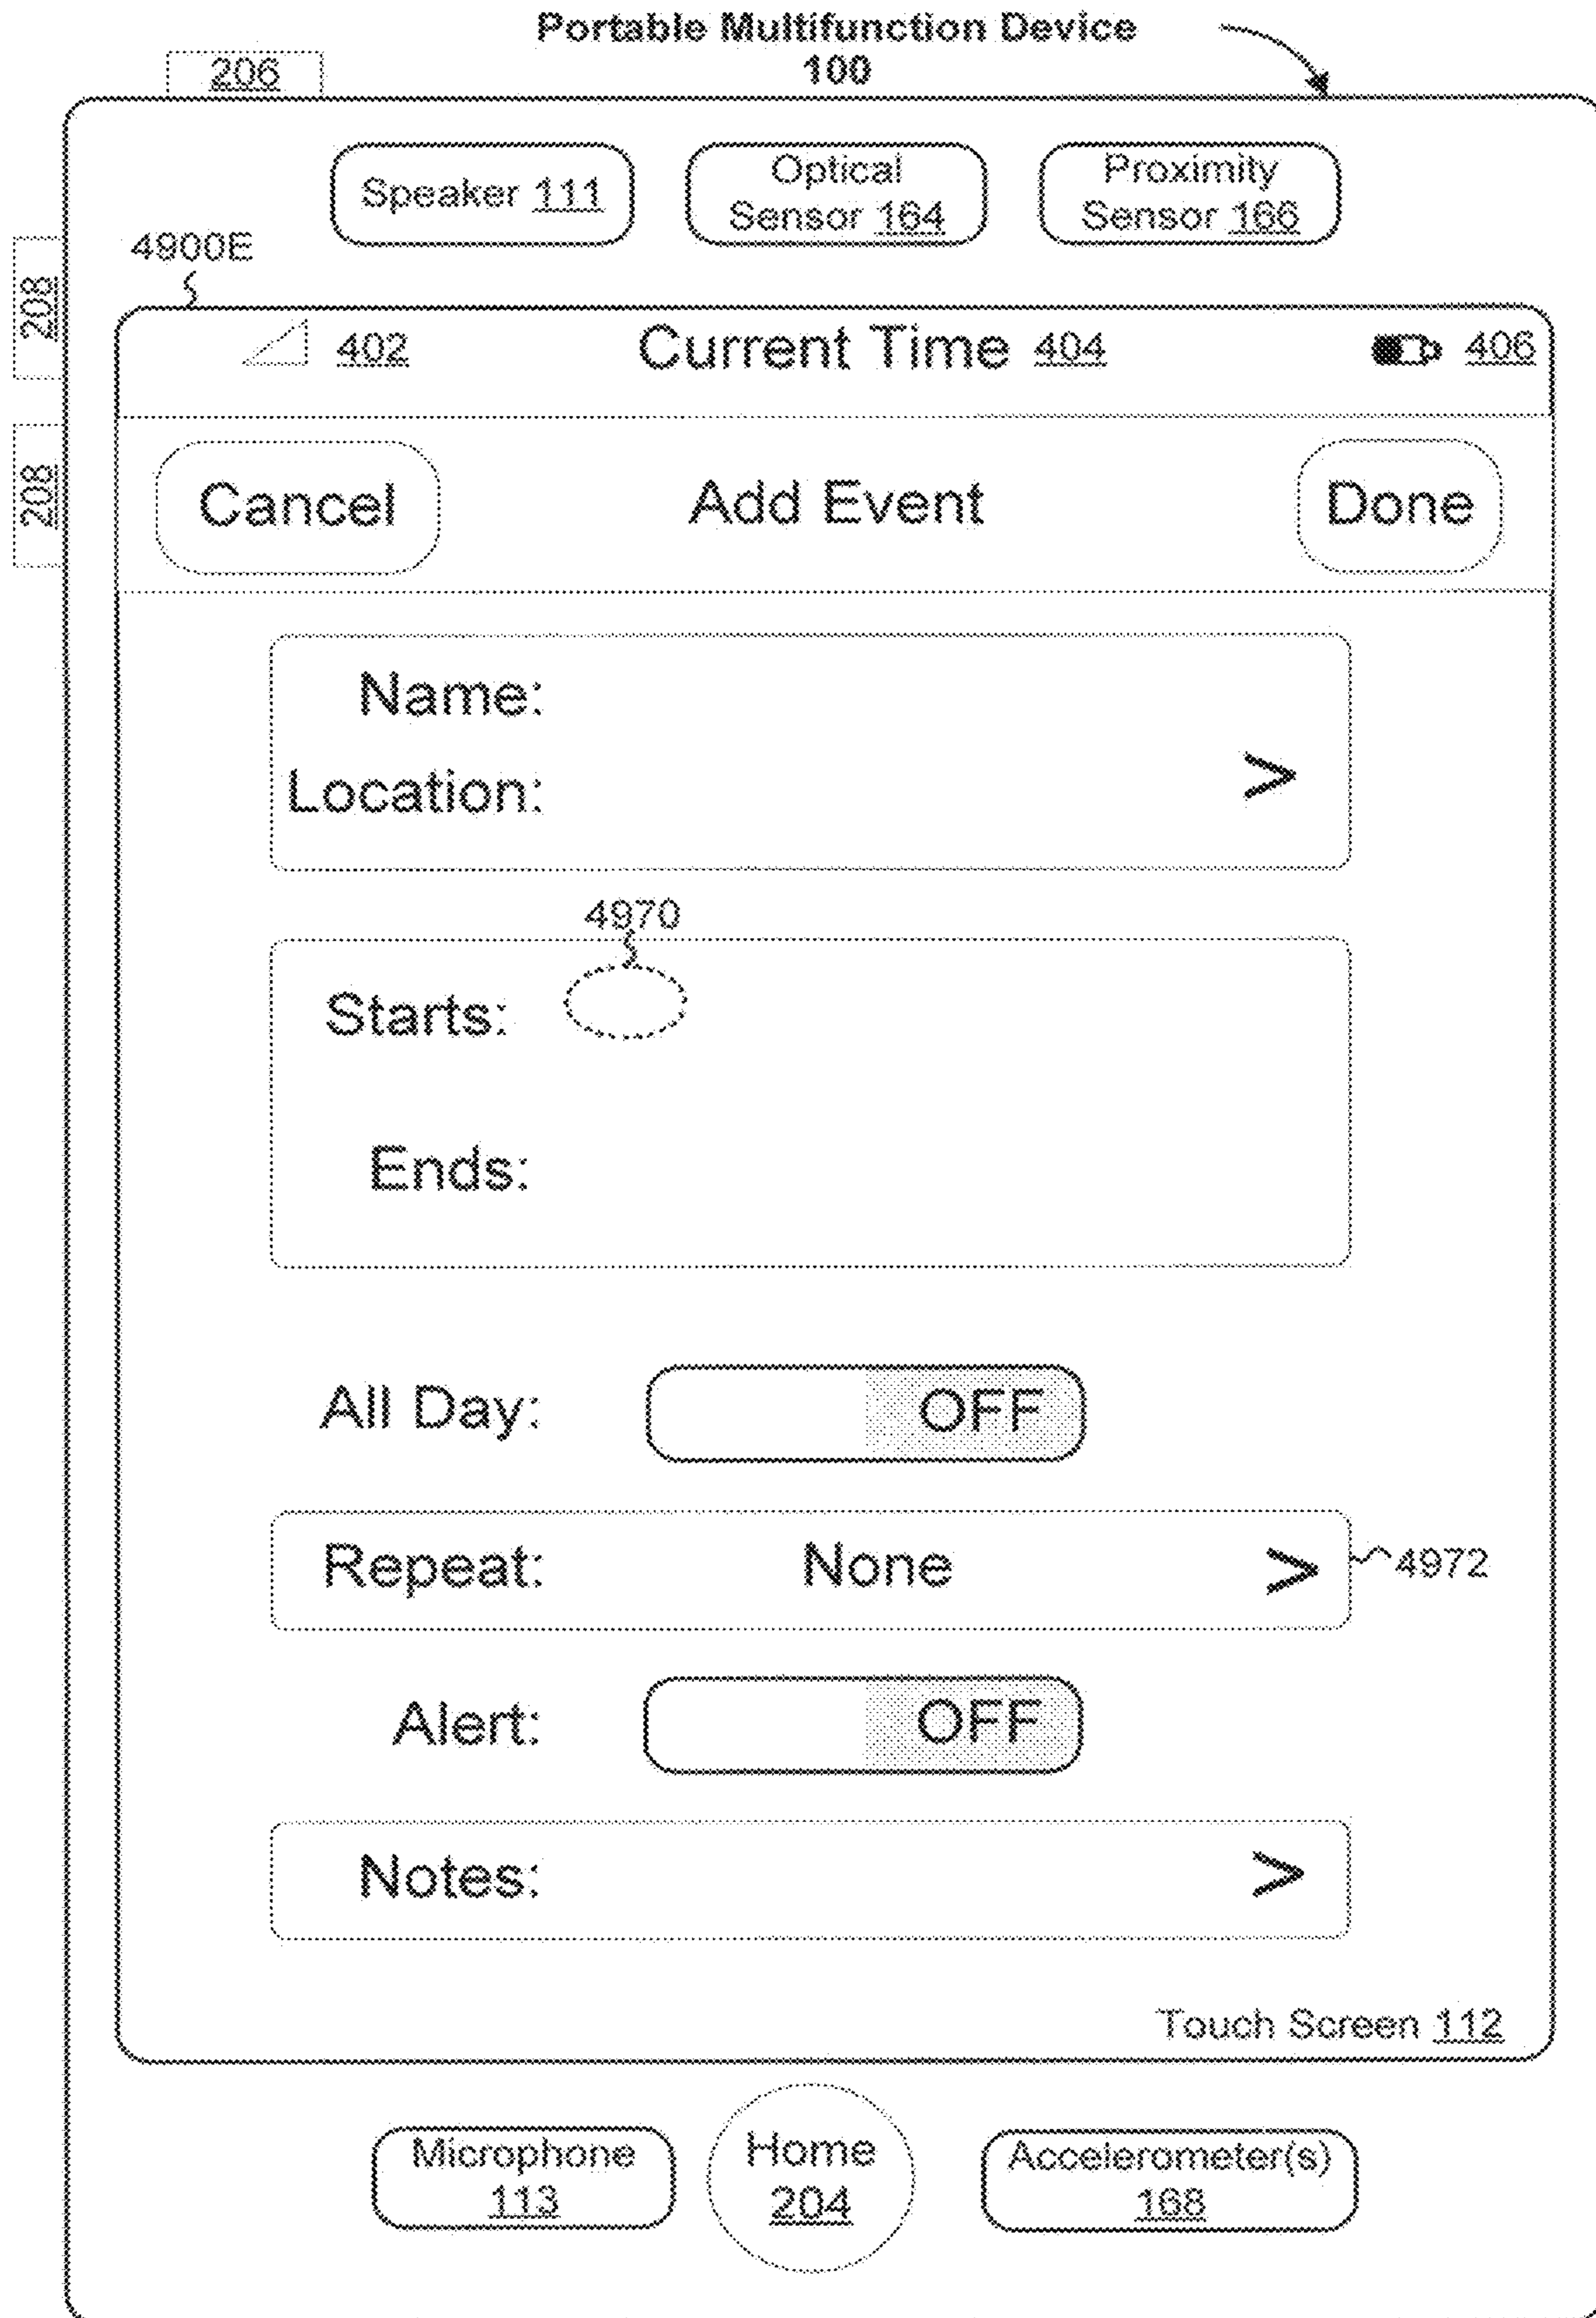 Portable Multifunction Device
100
206
Speaker 111
Optical
Sensor 164
Proximity
Sensor 166
4900E
208
402
Current Time 404
406
208
Cancel
Add Event
Done
Name:
Location:
>
4970
Starts:
Ends:
All Day:
OFF
Repeat:
None
>
4972
Alert:
OFF
Notes:
>
Touch Screen 112
Microphone
113
Home
204
Accelerometer(s)
168